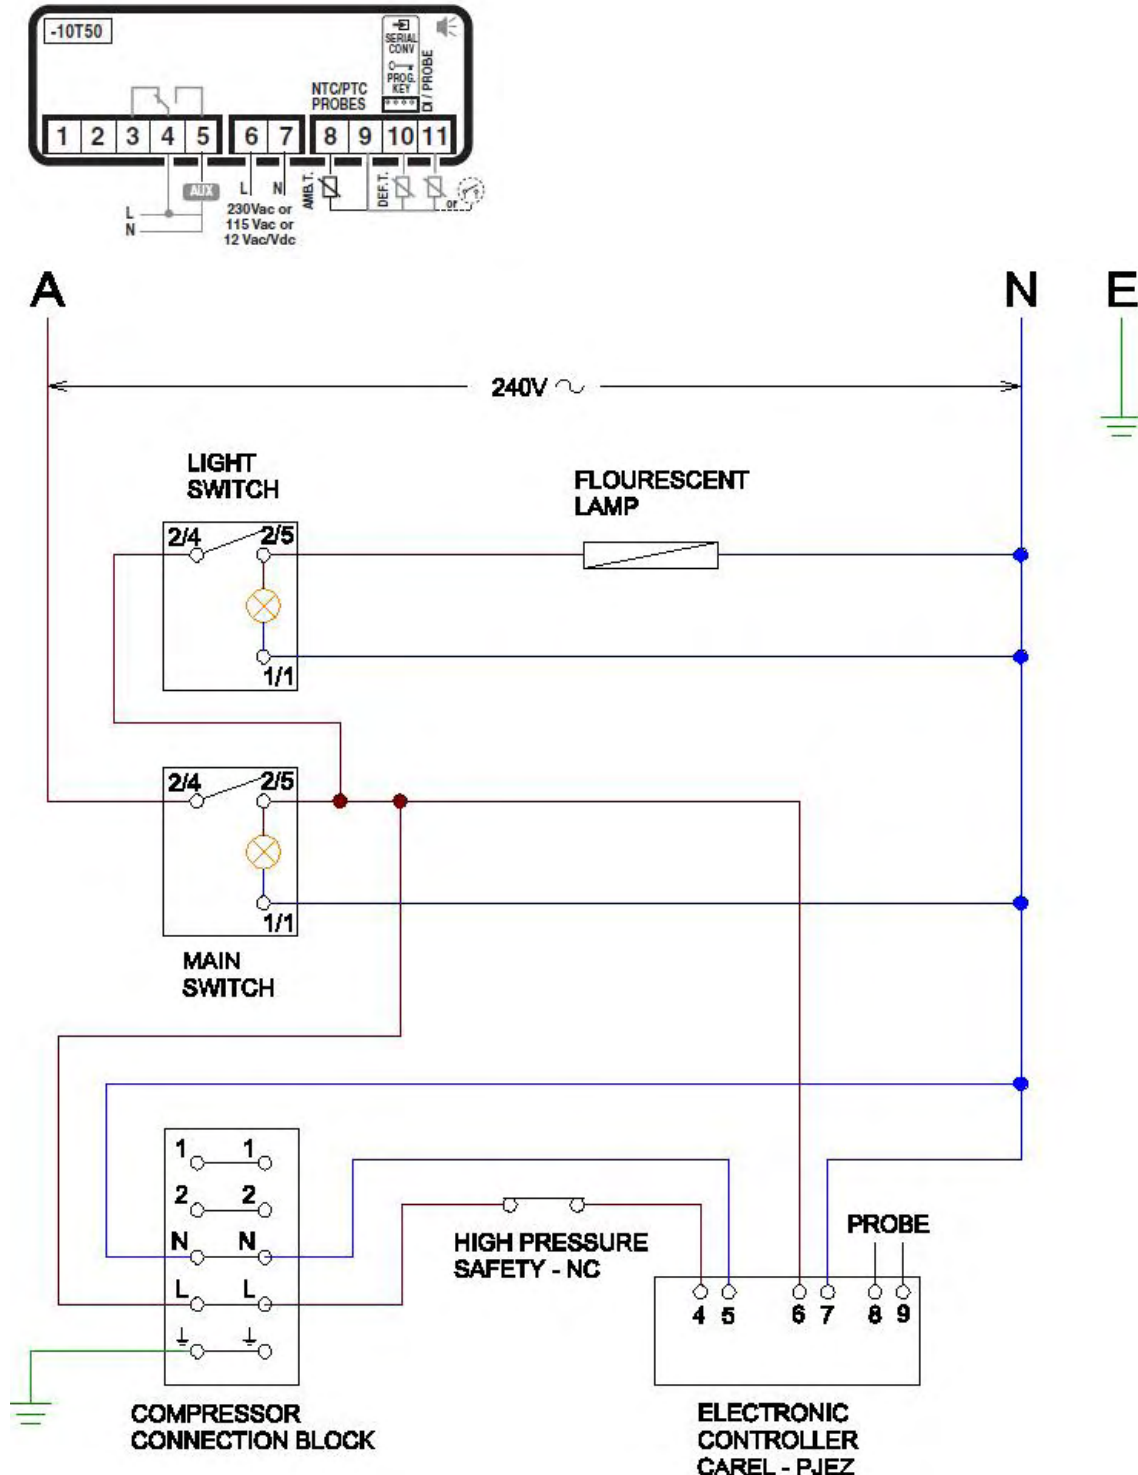 -10T50
SERIAL
CONV
PROG.
KEY
DI / PROBE
NTC/PTC
PROBES
1 2 3 4 5 6 7 8 9 10 11
AUX
L
N
L N
230Vac or
115 Vac or
12 Vac/Vdc
AMB.T.
DEF.T.
or
A
N
E
240V
LIGHT
SWITCH
2/4 2/5
1/1
FLOURESCENT
LAMP
2/4 2/5
1/1
MAIN
SWITCH
1 1
2 2
N N
L L
COMPRESSOR
CONNECTION BLOCK
HIGH PRESSURE
SAFETY - NC
PROBE
4 5 6 7 8 9
ELECTRONIC
CONTROLLER
CAREL - PJEZ